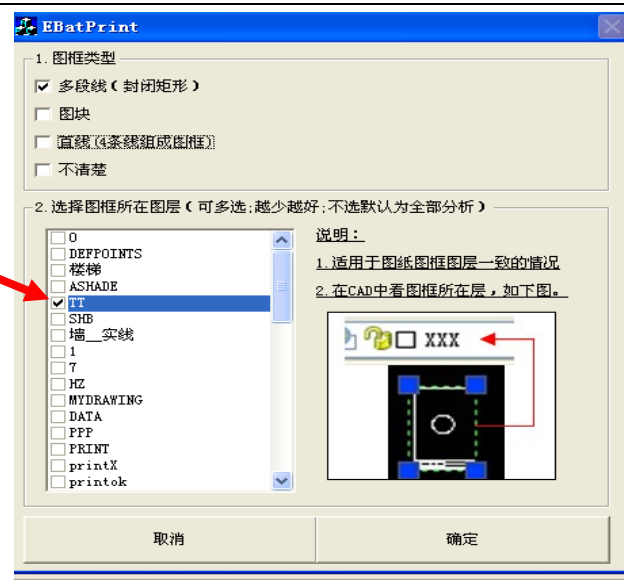 EBatPrint
1. 图框类型
多段线(封闭矩形)
图块
直线(4条线组成图框)
不清楚
2. 选择图框所在图层(可多选;越少越好;不选默认为全部分析)
0
DEFPOINTS
楼梯
ASHADE
TT
SHB
墙__实线
1
7
HZ
MYDRAWING
DATA
PPP
PRINT
printX
printok
说明:
1. 适用于图纸图框图层一致的情况
2. 在CAD中看图框所在层,如下图。
XXX
取消
确定